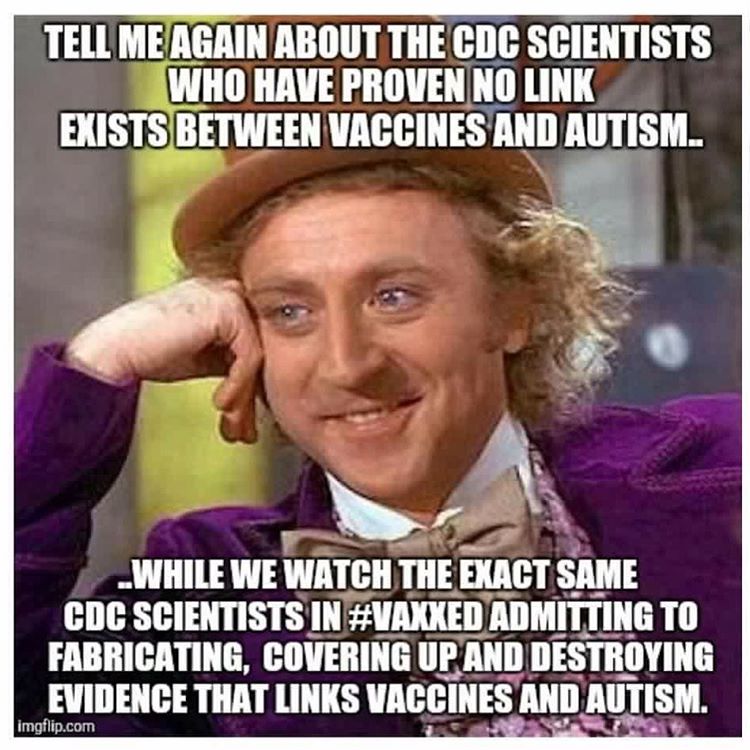 TELL ME AGAIN ABOUT THE CDC SCIENTISTS
WHO HAVE PROVEN NO LINK
EXISTS BETWEEN VACCINES AND AUTISM..
..WHILE WE WATCH THE EXACT SAME
CDC SCIENTISTS IN #VAXXED ADMITTING TO
FABRICATING, COVERING UP AND DESTROYING
EVIDENCE THAT LINKS VACCINES AND AUTISM.
imgflip.com